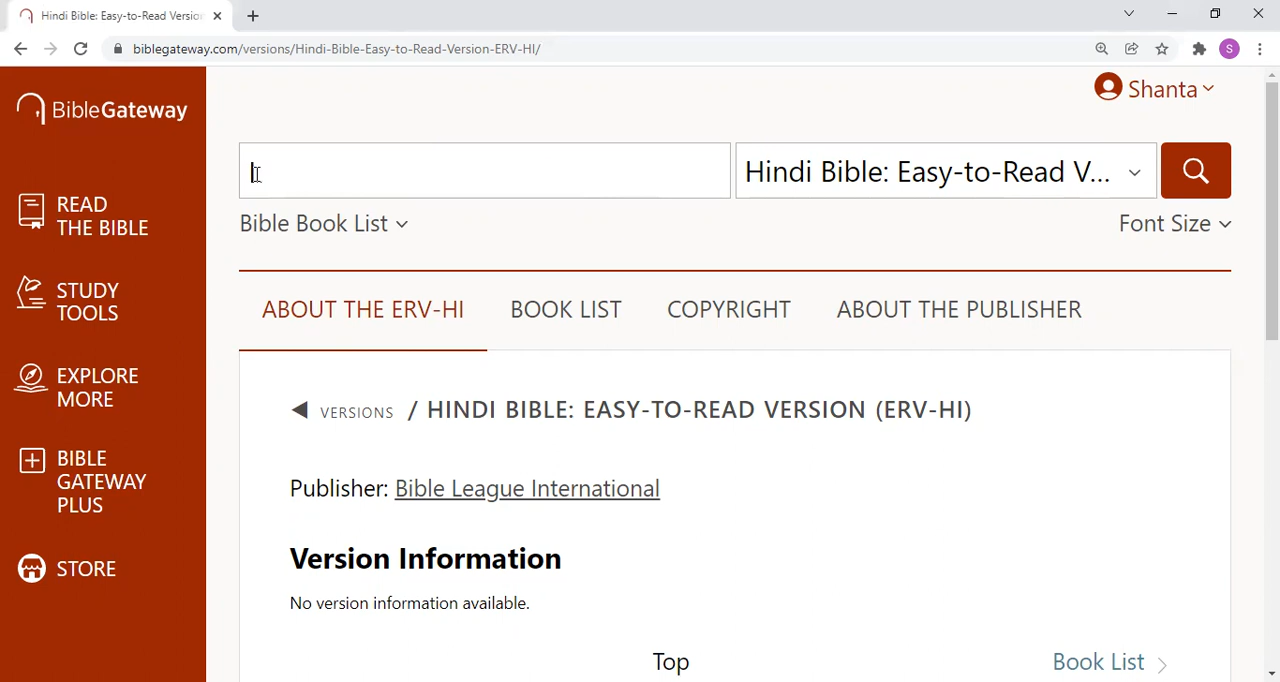 Hindi Bible: Easy-to-Read Versio
biblegateway.com/versions/Hindi-Bible-Easy-to-Read-Version-ERV-HI/
S
BibleGateway
Shanta
Hindi Bible: Easy-to-Read V...
Bible Book List
Font Size
READ
THE BIBLE
STUDY
TOOLS
EXPLORE
MORE
BIBLE
GATEWAY
PLUS
STORE
ABOUT THE ERV-HI BOOK LIST COPYRIGHT ABOUT THE PUBLISHER
VERSIONS / HINDI BIBLE: EASY-TO-READ VERSION (ERV-HI)
Publisher: Bible League International
Version Information
No version information available.
Top
Book List